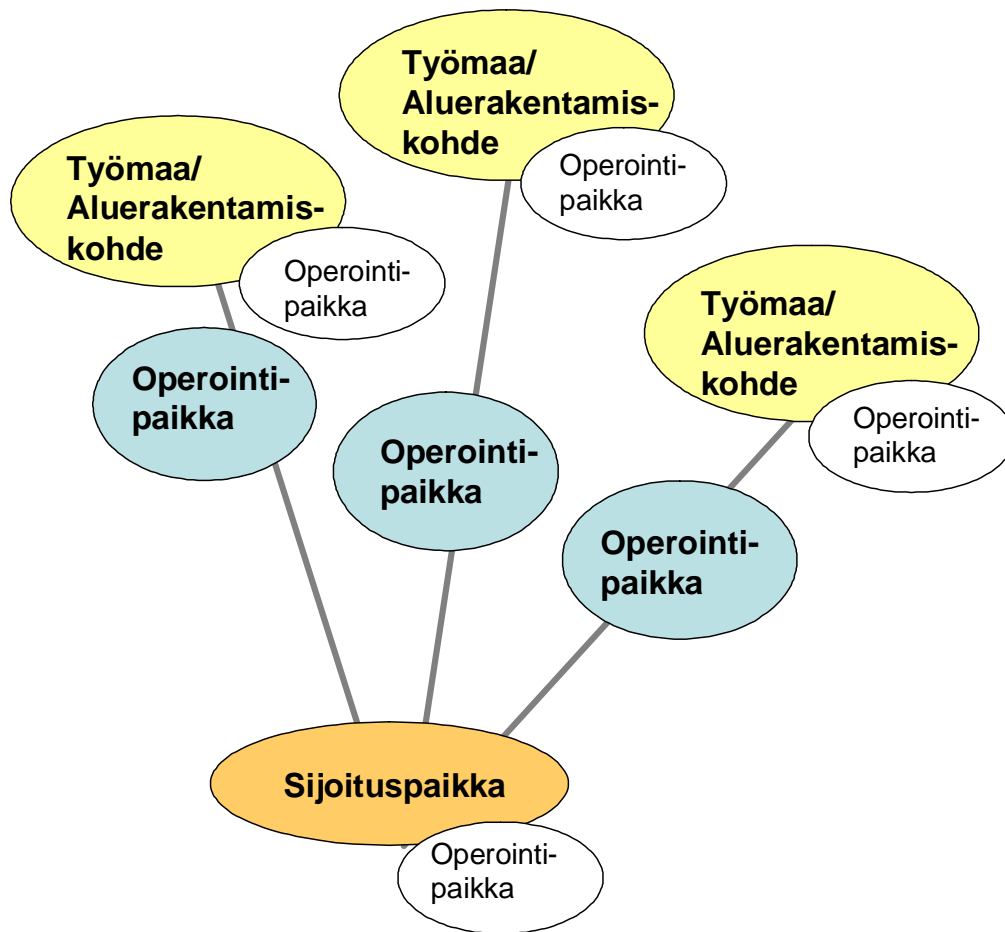 Työmaa/
Aluerakentamis-
kohde
Operointi-
paikka
Työmaa/
Aluerakentamis-
kohde
Operointi-
paikka
Työmaa/
Aluerakentamis-
kohde
Operointi-
paikka
Operointi-
paikka
Operointi-
paikka
Operointi-
paikka
Sijoituspaikka
Operointi-
paikka